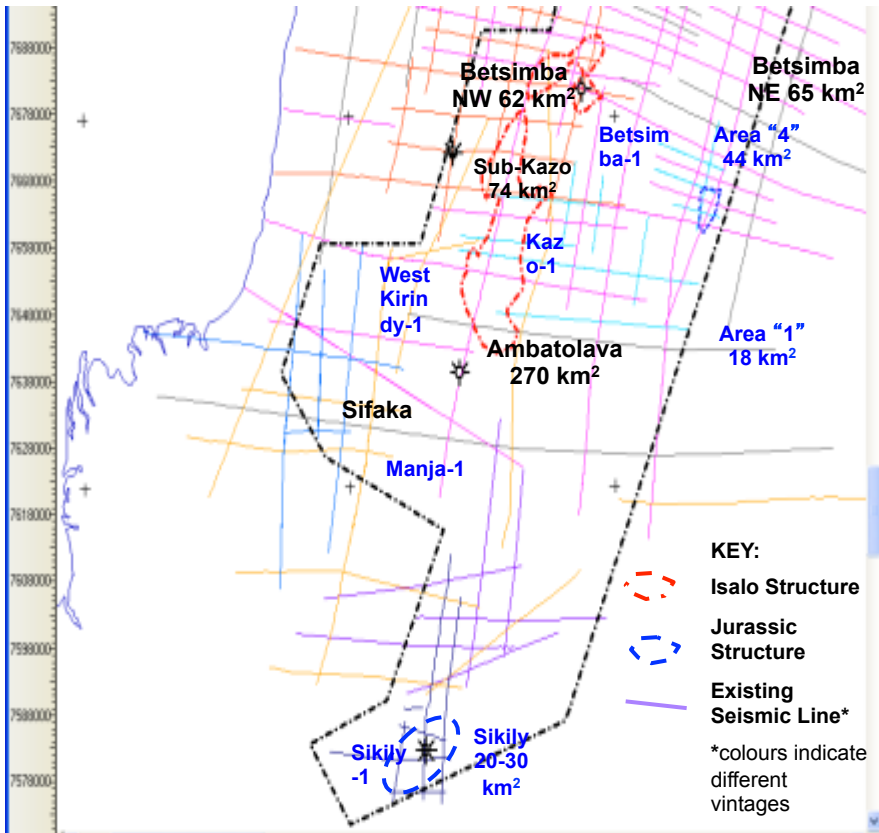 7688000
7678000
7668000
7658000
7648000
7638000
7628000
7618000
7608000
7598000
7588000
7578000
Betsimba
NW 62 km²
Betsimba
NE 65 km²
Betsim
ba-1
Area “4”
44 km²
Sub-Kazo
74 km²
Kaz
o-1
West
Kirin
dy-1
Area “1”
18 km²
Ambatolava
270 km²
Sifaka
Manja-1
KEY:
Isalo Structure
Jurassic
Structure
Existing
Seismic Line*
*colours indicate
different
vintages
Sikily
-1
Sikily
20-30
km²